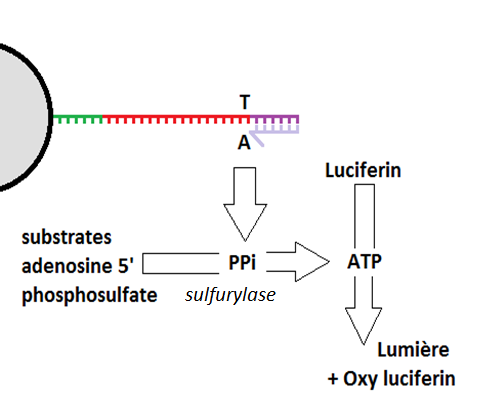 T
A
Luciferin
substrates
adenosine 5'
phosphosulfate
PPi
sulfurylase
ATP
Lumière
+ Oxy luciferin